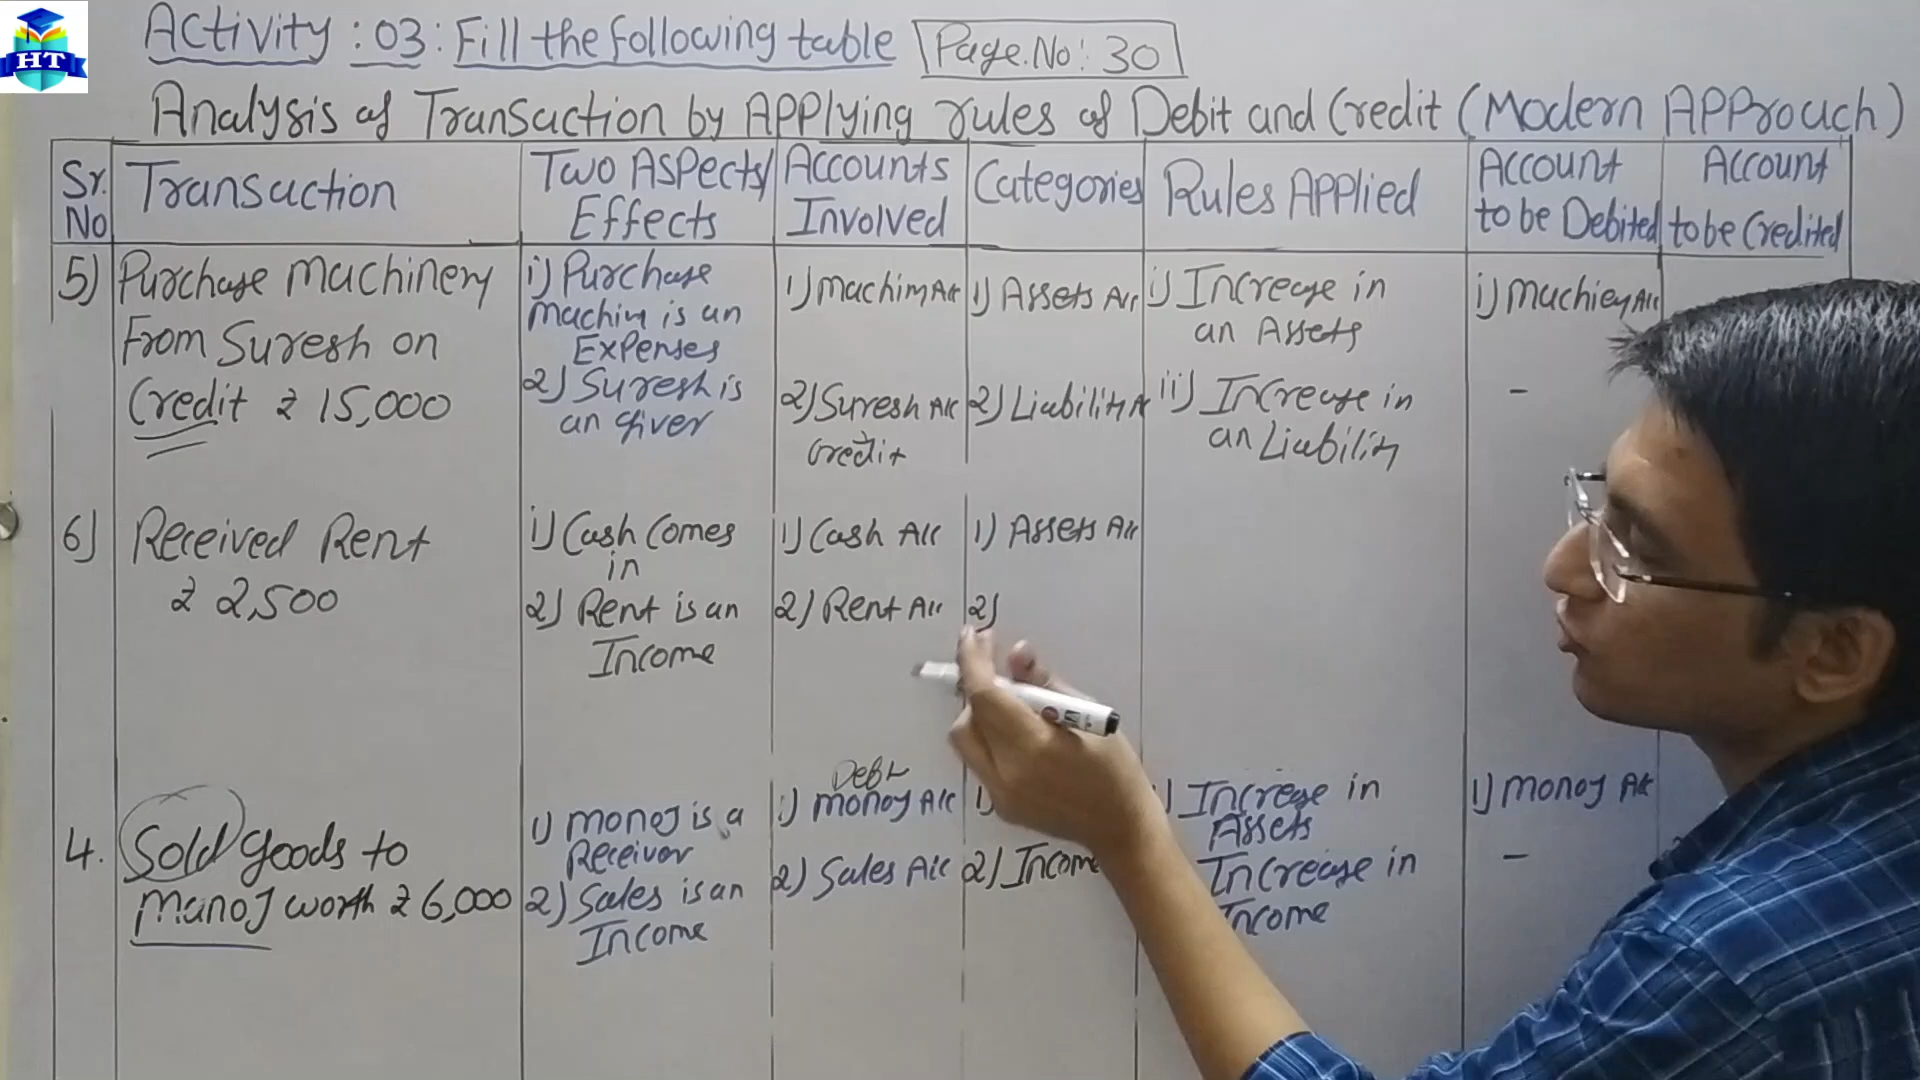 HT
Activity : 03 : Fill the following table Page.No: 30
Analysis of Transaction by Applying rules of Debit and Credit (Modern Approach)
Sr. No
Transaction
Two Aspects/ Effects
Accounts Involved
Categories
Rules Applied
Account to be Debited
Account to be Credited
5) Purchase Machinery
From Suresh on
Credit ₹ 15,000
i) Purchase
Machin is an
Expenses
2) Suresh is
an giver
1) Machin A/c
2) Suresh A/c
Credit
1) Assets A/c
2) Liability A
i) Increase in
an Assets
ii) Increase in
an Liability
i) Machiey A/c
-
6) Received Rent
₹ 2,500
1) Cash Comes
in
2) Rent is an
Income
1) Cash A/c
2) Rent A/c
1) Assets A/c
2)
4. Sold goods to
Manoj worth ₹ 6,000
1) Monoj is a
Receiver
2) Sales is an
Income
Debt
1) Monoj A/c
2) Sales A/c
1)
2) Income
) Increase in
Assets
Increase in
Income
1) Monoj A/c
-